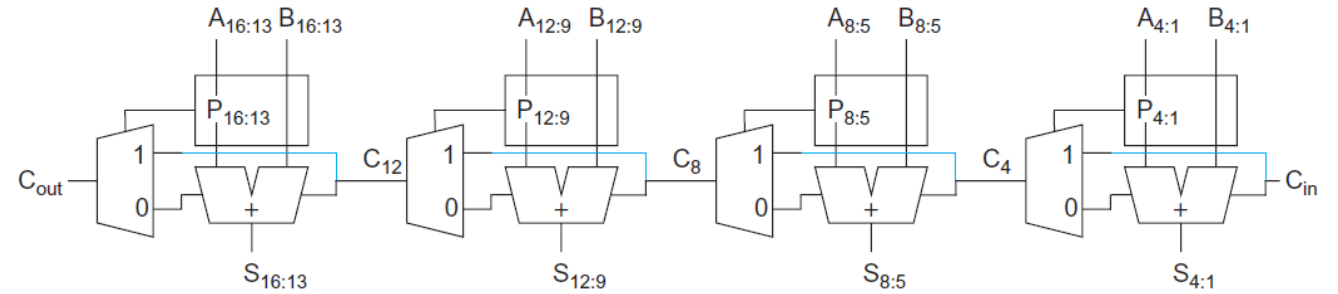 A16:13 B16:13 A12:9 B12:9 A8:5 B8:5 A4:1 B4:1
P16:13 P12:9 P8:5 P4:1
1 1 1 1
Cout C12 C8 C4 Cin
0 + 0 + 0 + 0 +
S16:13 S12:9 S8:5 S4:1